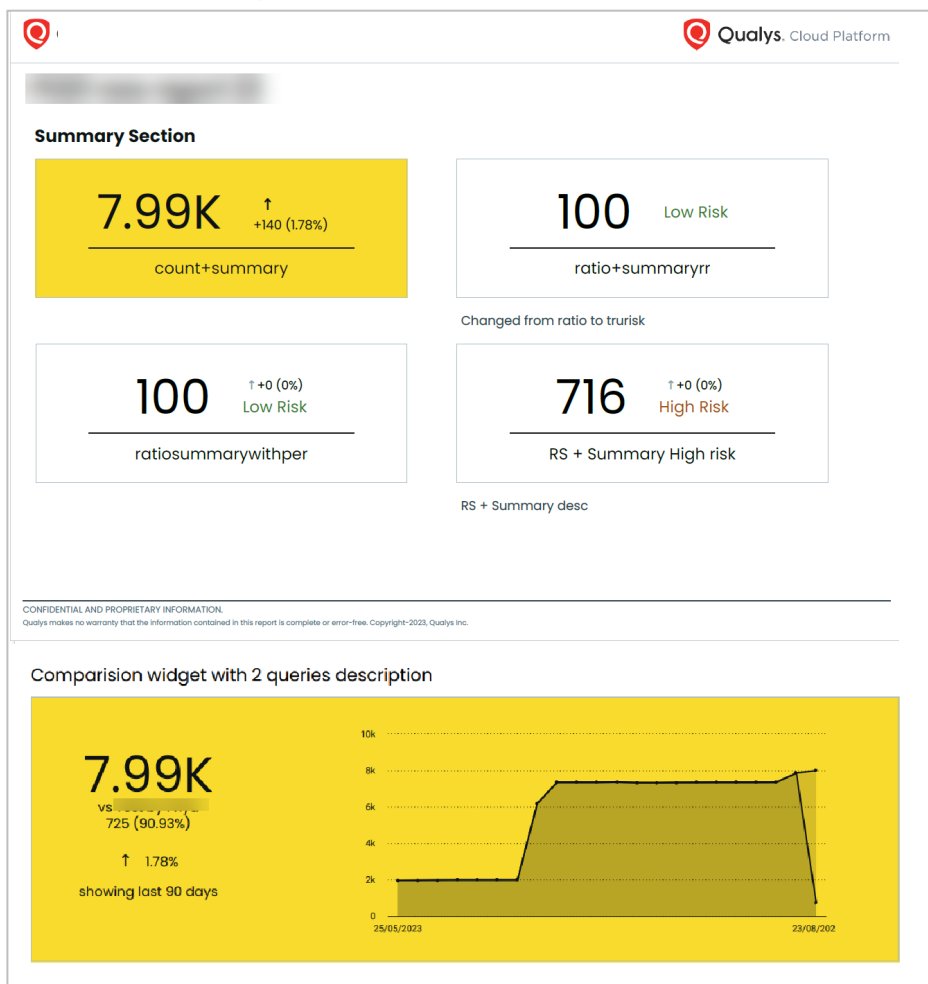 Qualys. Cloud Platform
Summary Section
7.99K
↑
+140 (1.78%)
count+summary
100 Low Risk
ratio+summaryrr
Changed from ratio to trurisk
100
↑ +0 (0%)
Low Risk
ratiosummarywithper
716
↑ +0 (0%)
High Risk
RS + Summary High risk
RS + Summary desc
CONFIDENTIAL AND PROPRIETARY INFORMATION.
Qualys makes no warranty that the information contained in this report is complete or error-free. Copyright-2023, Qualys Inc.
Comparision widget with 2 queries description
7.99K
vs
725 (90.93%)
↑ 1.78%
showing last 90 days
10k
8k
6k
4k
2k
0
25/05/2023
23/08/202